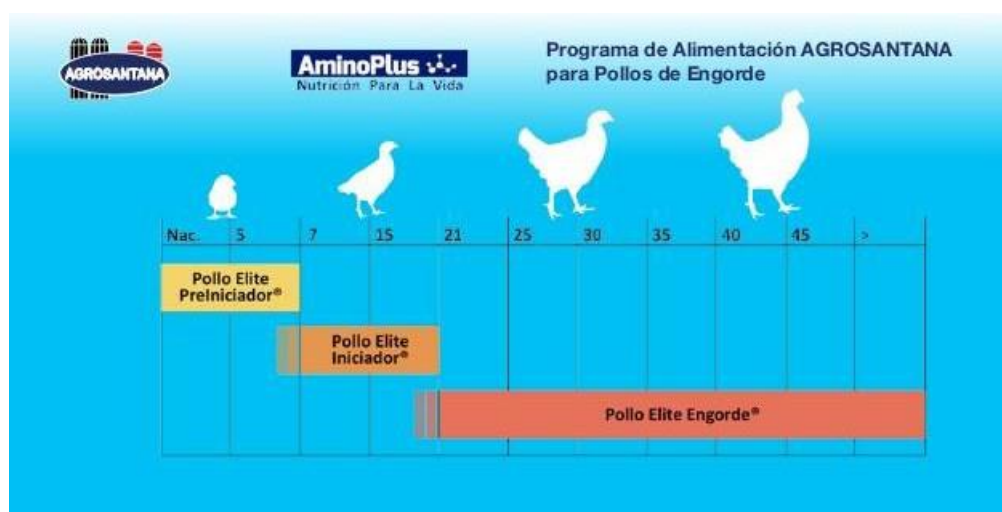 AGROSANTANA
AminoPlus
Nutrición Para La Vida
Programa de Alimentación AGROSANTANA
para Pollos de Engorde
Nac. 5 7 15 21 25 30 35 40 45 >
Pollo Elite
PreIniciador®
Pollo Elite
Iniciador®
Pollo Elite Engorde®